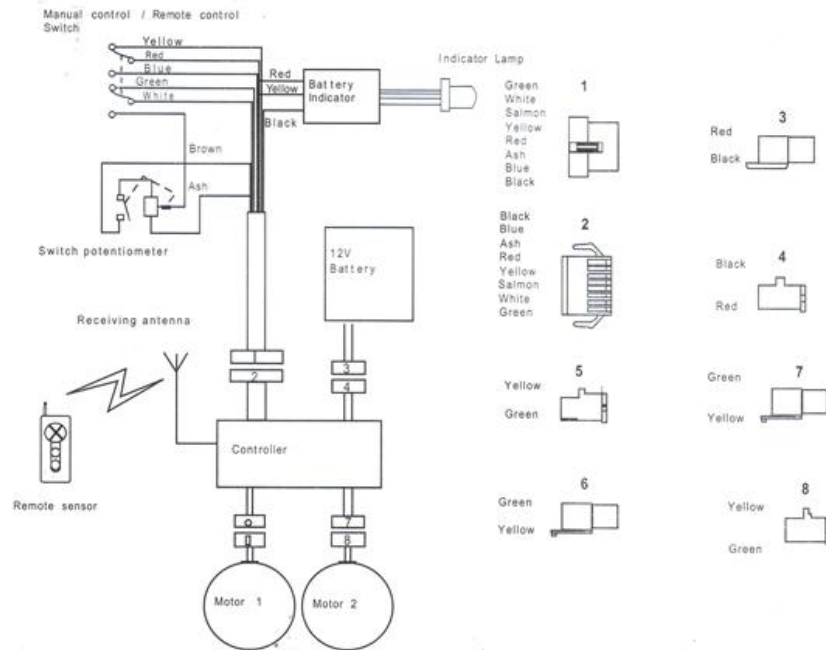 Manual control / Remote control
Switch
Yellow
Red
Blue
Green
White
Red
Yellow
Black
Battery
Indicator
Indicator Lamp
Brown
Ash
Switch potentiometer
12V
Battery
Receiving antenna
2
3
4
Controller
Remote sensor
7
8
Motor 1
Motor 2
1
Green
White
Salmon
Yellow
Red
Ash
Blue
Black
3
Red
Black
2
Black
Blue
Ash
Red
Yellow
Salmon
White
Green
4
Black
Red
5
Yellow
Green
7
Green
Yellow
6
Green
Yellow
8
Yellow
Green